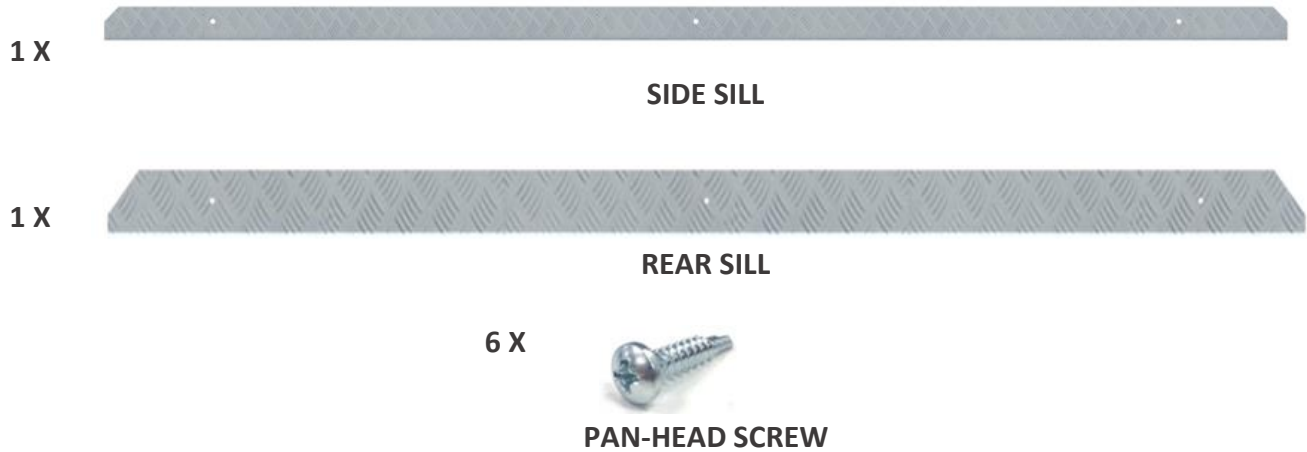 1 X
SIDE SILL
1 X
REAR SILL
6 X
PAN-HEAD SCREW